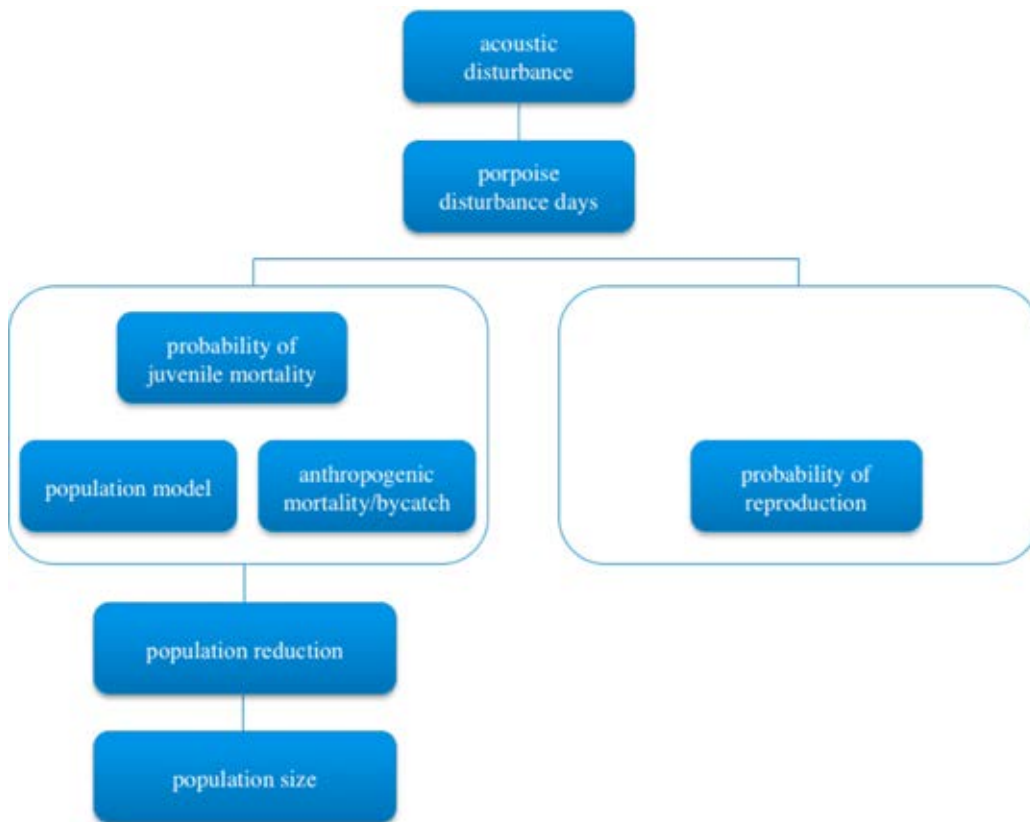 acoustic
disturbance
porpoise
disturbance days
probability of
juvenile mortality
population model
anthropogenic
mortality/bycatch
probability of
reproduction
population reduction
population size